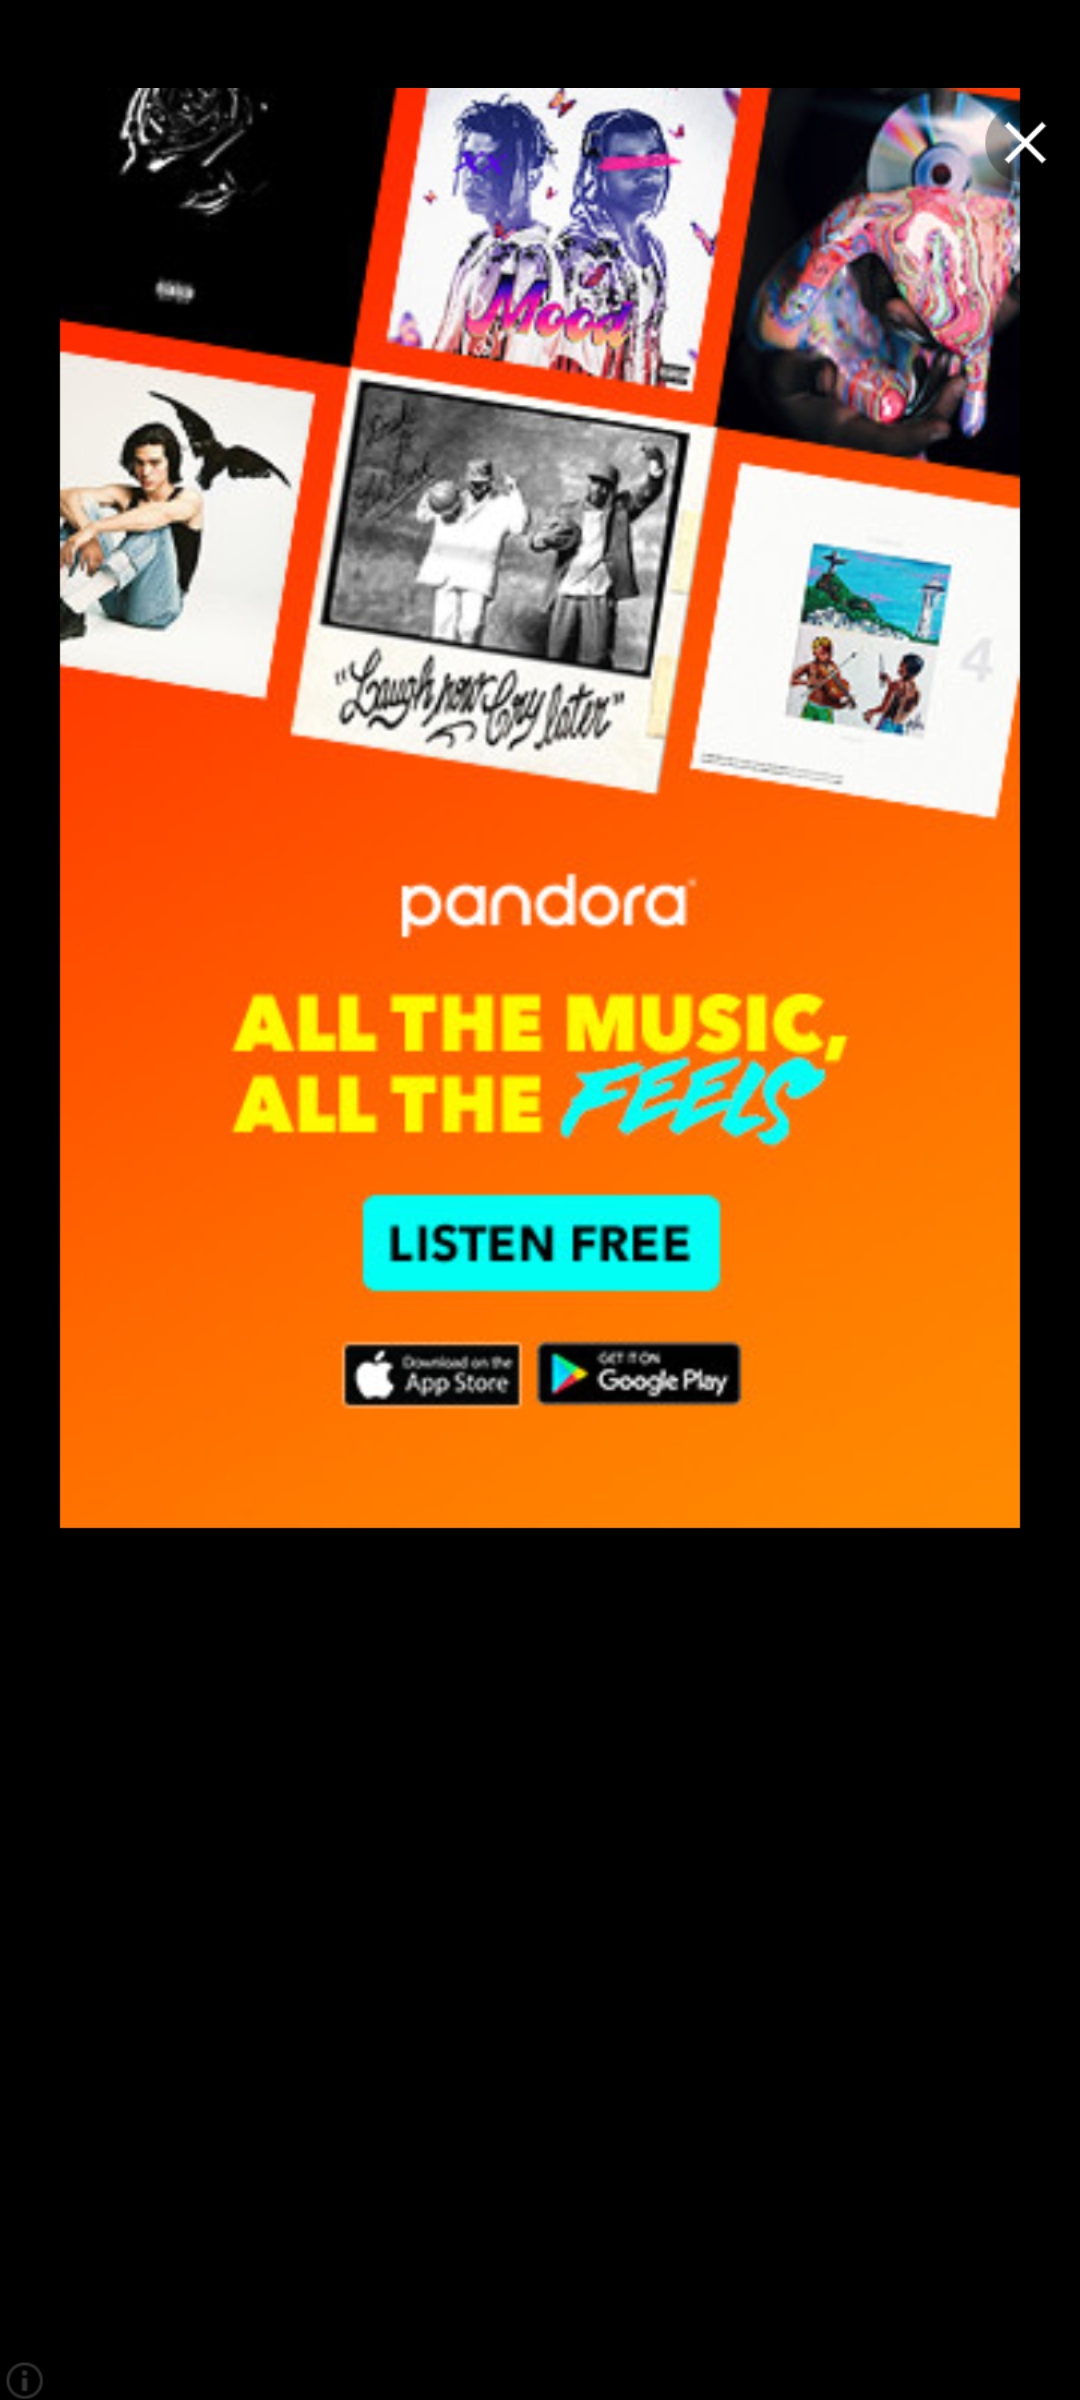 Mood
"Laugh now Cry later"
4
pandora
ALL THE MUSIC,
ALL THE FEELS
LISTEN FREE
Download on the
App Store
GET IT ON
Google Play